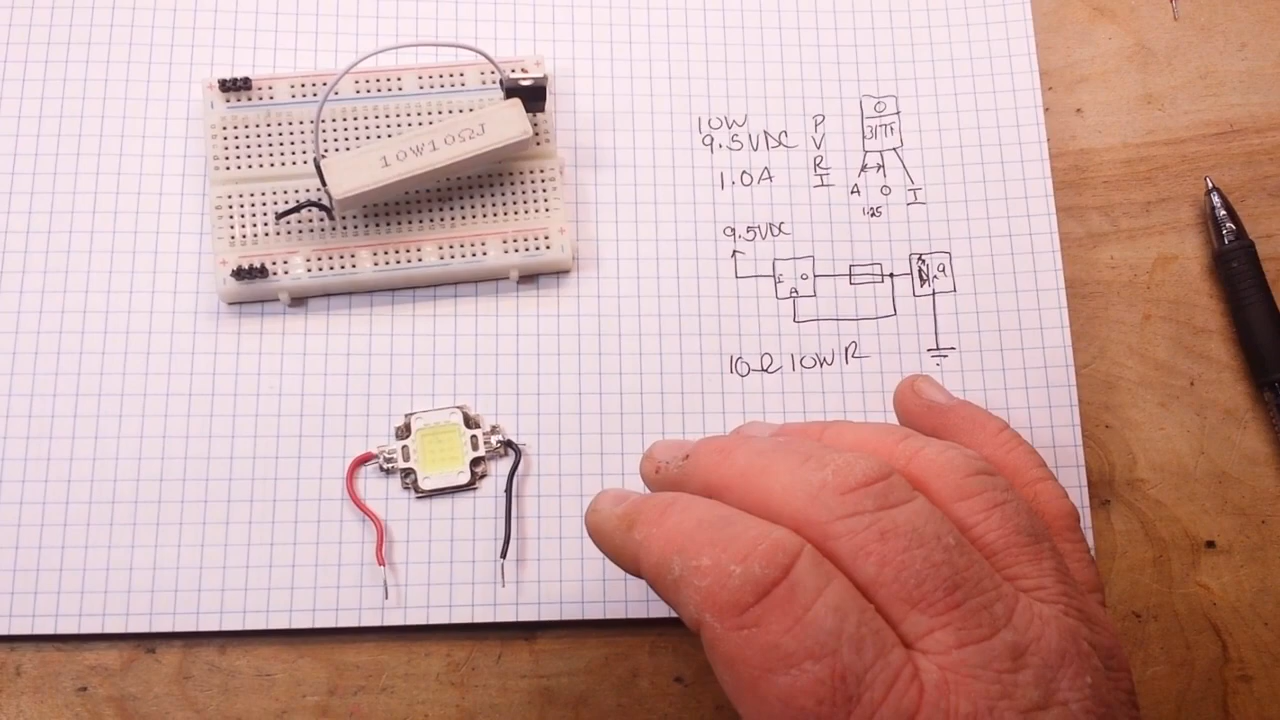 10W10ΩJ
10W P
9.5VDC V
R
1.0A I
317T
A O I
1.25
9.5VDC
I O
A
10Ω 10W R